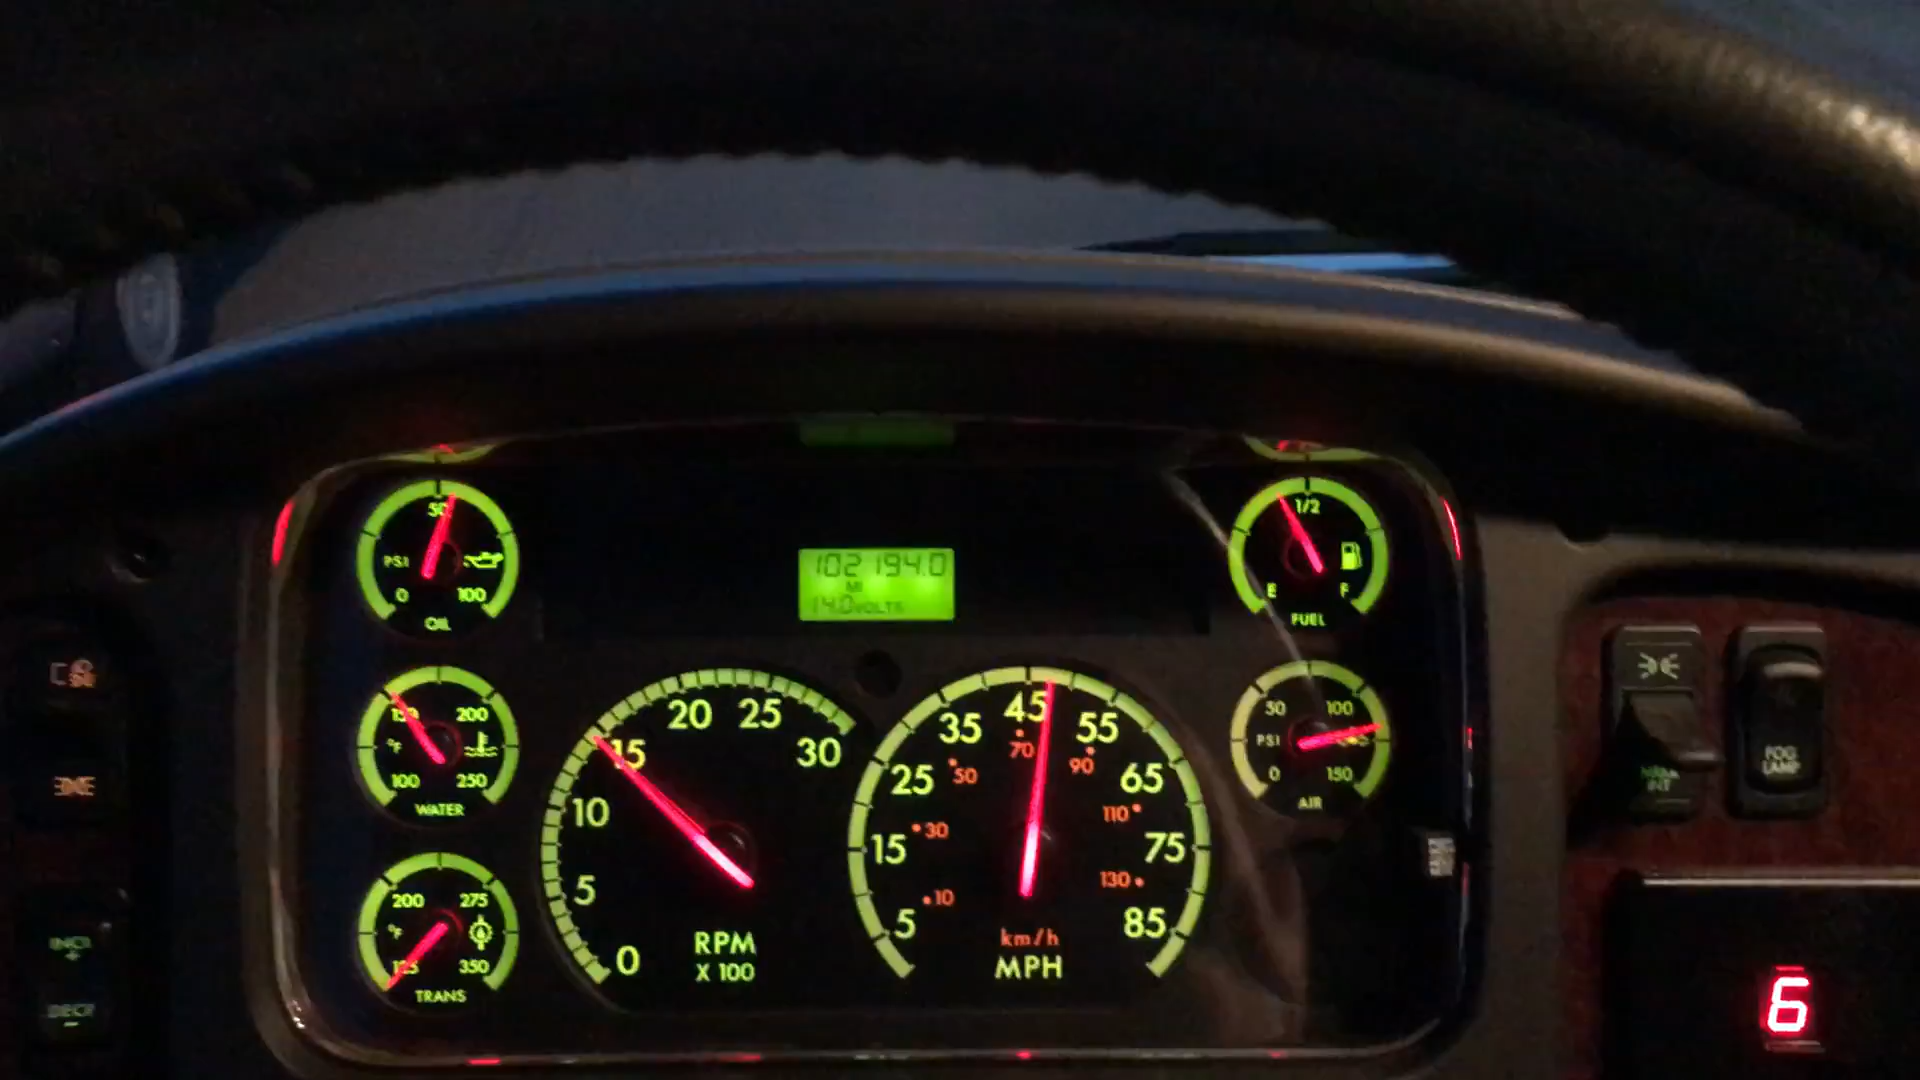 50
PSI
0 100
OIL
102194.0
MI
14.0 VOLTS
1/2
E F
FUEL
150 200
°F
100 250
WATER
0 5 10 15 20 25 30
RPM
X 100
5 15 25 35 45 55 65 75 85
10 30 50 70 90 110 130
km/h
MPH
50 100
PSI
0 150
AIR
200 275
°F
125 350
TRANS
INT
FOG
LAMP
6